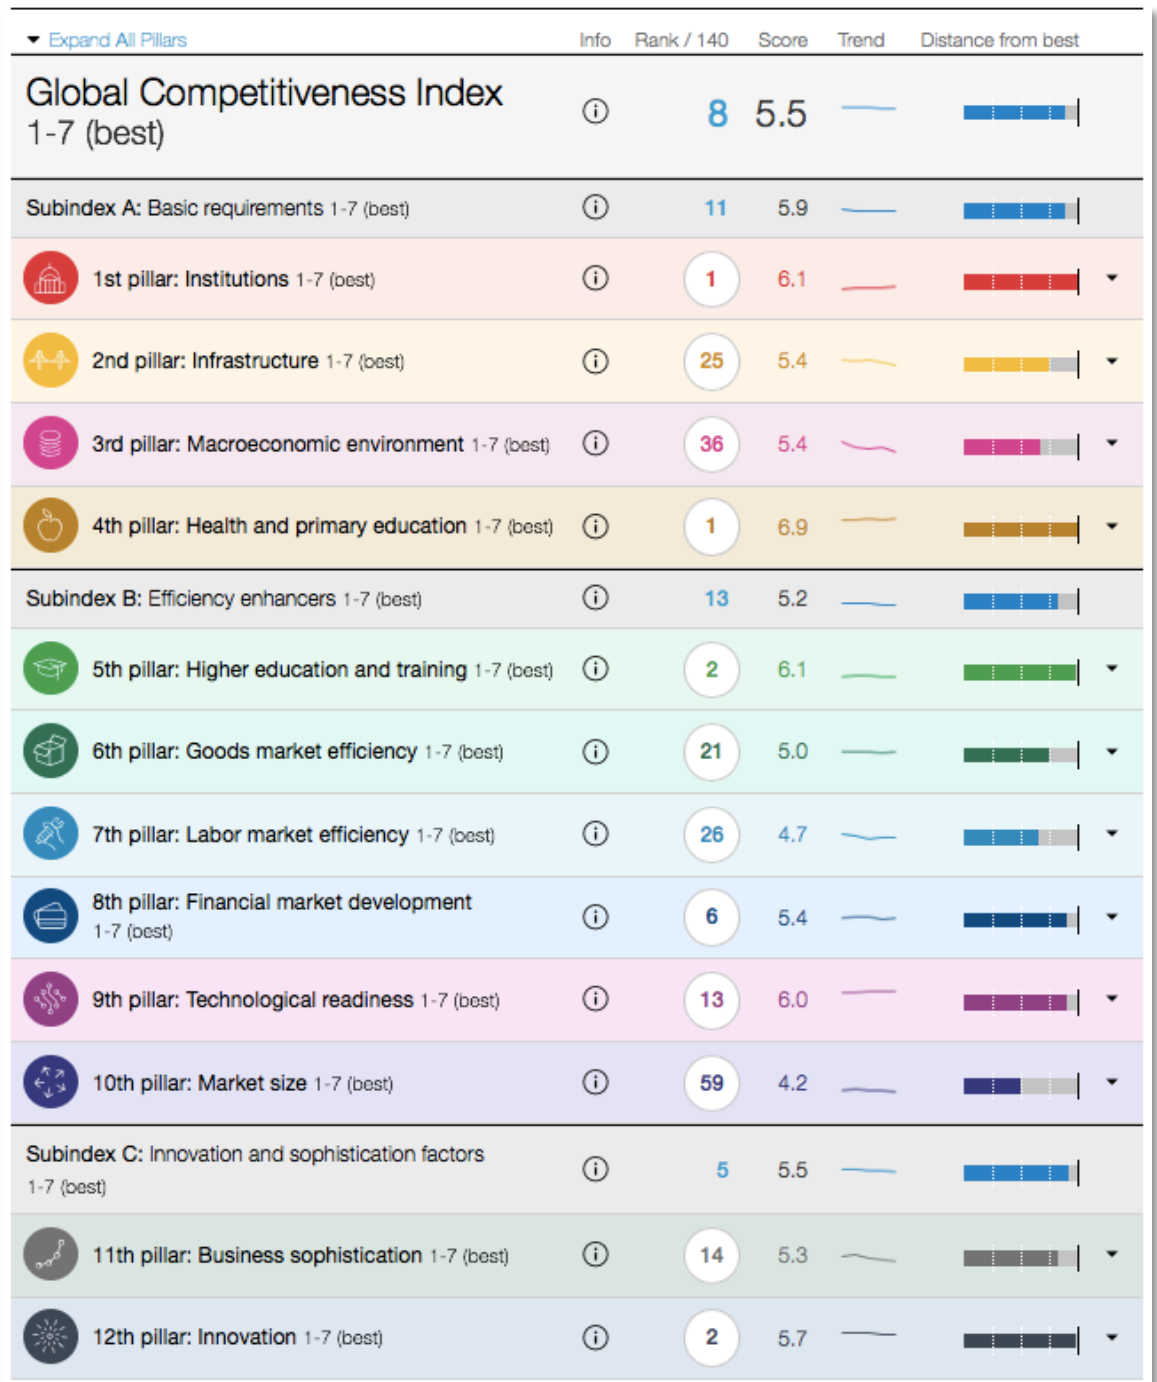 Expand All Pillars Info Rank / 140 Score Trend Distance from best
Global Competitiveness Index
1-7 (best)
8 5.5
Subindex A: Basic requirements 1-7 (best) 11 5.9
1st pillar: Institutions 1-7 (best) 1 6.1
2nd pillar: Infrastructure 1-7 (best) 25 5.4
3rd pillar: Macroeconomic environment 1-7 (best) 36 5.4
4th pillar: Health and primary education 1-7 (best) 1 6.9
Subindex B: Efficiency enhancers 1-7 (best) 13 5.2
5th pillar: Higher education and training 1-7 (best) 2 6.1
6th pillar: Goods market efficiency 1-7 (best) 21 5.0
7th pillar: Labor market efficiency 1-7 (best) 26 4.7
8th pillar: Financial market development
1-7 (best)
6 5.4
9th pillar: Technological readiness 1-7 (best) 13 6.0
10th pillar: Market size 1-7 (best) 59 4.2
Subindex C: Innovation and sophistication factors
1-7 (best)
5 5.5
11th pillar: Business sophistication 1-7 (best) 14 5.3
12th pillar: Innovation 1-7 (best) 2 5.7